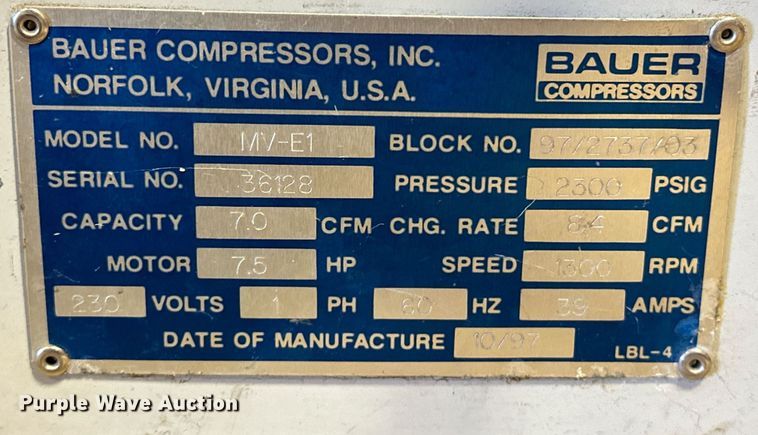 BAUER COMPRESSORS, INC.
NORFOLK, VIRGINIA, U.S.A.
BAUER
COMPRESSORS
MODEL NO. MV-E1 BLOCK NO. 97/2737/03
SERIAL NO. 36128 PRESSURE 2300 PSIG
CAPACITY 7.0 CFM CHG. RATE 8.4 CFM
MOTOR 7.5 HP SPEED 1300 RPM
230 VOLTS 1 PH 60 HZ 39 AMPS
DATE OF MANUFACTURE 10/97 LBL-4
Purple Wave Auction